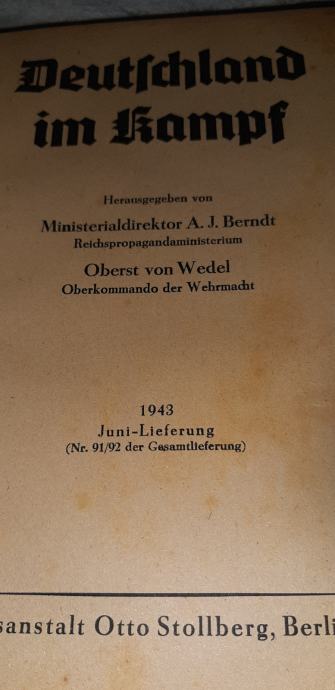 Deutſchland
im Kampf
Herausgegeben von
Ministerialdirektor A. J. Berndt
Reichspropagandaministerium
Oberst von Wedel
Oberkommando der Wehrmacht
1943
Juni-Lieferung
(Nr. 91/92 der Gesamtlieferung)
sanstalt Otto Stollberg, Berli